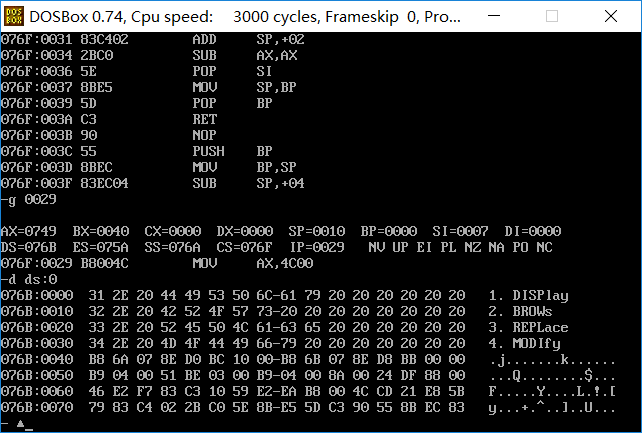 DOS BOX DOSBox 0.74, Cpu speed:    3000 cycles, Frameskip  0, Pro...
076F:0031 83C402        ADD     SP,+02
076F:0034 2BC0          SUB     AX,AX
076F:0036 5E            POP     SI
076F:0037 8BE5          MOV     SP,BP
076F:0039 5D            POP     BP
076F:003A C3            RET
076F:003B 90            NOP
076F:003C 55            PUSH    BP
076F:003D 8BEC          MOV     BP,SP
076F:003F 83EC04        SUB     SP,+04
-g 0029
AX=0749  BX=0040  CX=0000  DX=0000  SP=0010  BP=0000  SI=0007  DI=0000
DS=076B  ES=075A  SS=076A  CS=076F  IP=0029   NV UP EI PL NZ NA PO NC
076F:0029 B8004C        MOV     AX,4C00
-d ds:0
076B:0000  31 2E 20 44 49 53 50 6C-61 79 20 20 20 20 20 20   1. DISPlay
076B:0010  32 2E 20 42 52 4F 57 73-20 20 20 20 20 20 20 20   2. BROWs
076B:0020  33 2E 20 52 45 50 4C 61-63 65 20 20 20 20 20 20   3. REPLace
076B:0030  34 2E 20 4D 4F 44 49 66-79 20 20 20 20 20 20 20   4. MODIfy
076B:0040  B8 6A 07 8E D0 BC 10 00-B8 6B 07 8E D8 BB 00 00   .j.......k......
076B:0050  B9 04 00 51 BE 03 00 B9-04 00 8A 00 24 DF 88 00   ...Q........$...
076B:0060  46 E2 F7 83 C3 10 59 E2-EA B8 00 4C CD 21 E8 5B   F.....Y....L.!.[
076B:0070  79 83 C4 02 2B C0 5E 8B-E5 5D C3 90 55 8B EC 83   y...+.^..]..U...
-